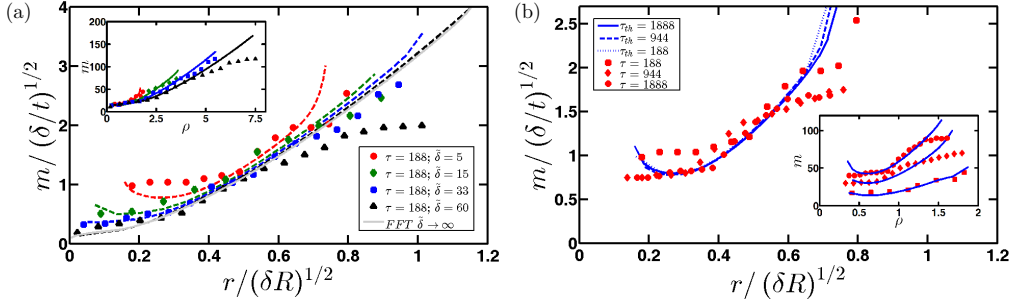 (a)
4
3
2
1
0
0
0.2
0.4
0.6
0.8
1
1.2
m/ (δ/t)^{1/2}
r/ (δR)^{1/2}
200
150
100
50
0
0
2.5
5
7.5
m
ρ
τ = 188; δ̃ = 5
τ = 188; δ̃ = 15
τ = 188; δ̃ = 33
τ = 188; δ̃ = 60
FFT δ̃ → ∞
(b)
2.5
2
1.5
1
0.5
0
0
0.2
0.4
0.6
0.8
1
1.2
m/ (δ/t)^{1/2}
r/ (δR)^{1/2}
τ_{th} = 1888
τ_{th} = 944
τ_{th} = 188
τ = 188
τ = 944
τ = 1888
100
50
0
0
0.5
1
1.5
2
m
ρ